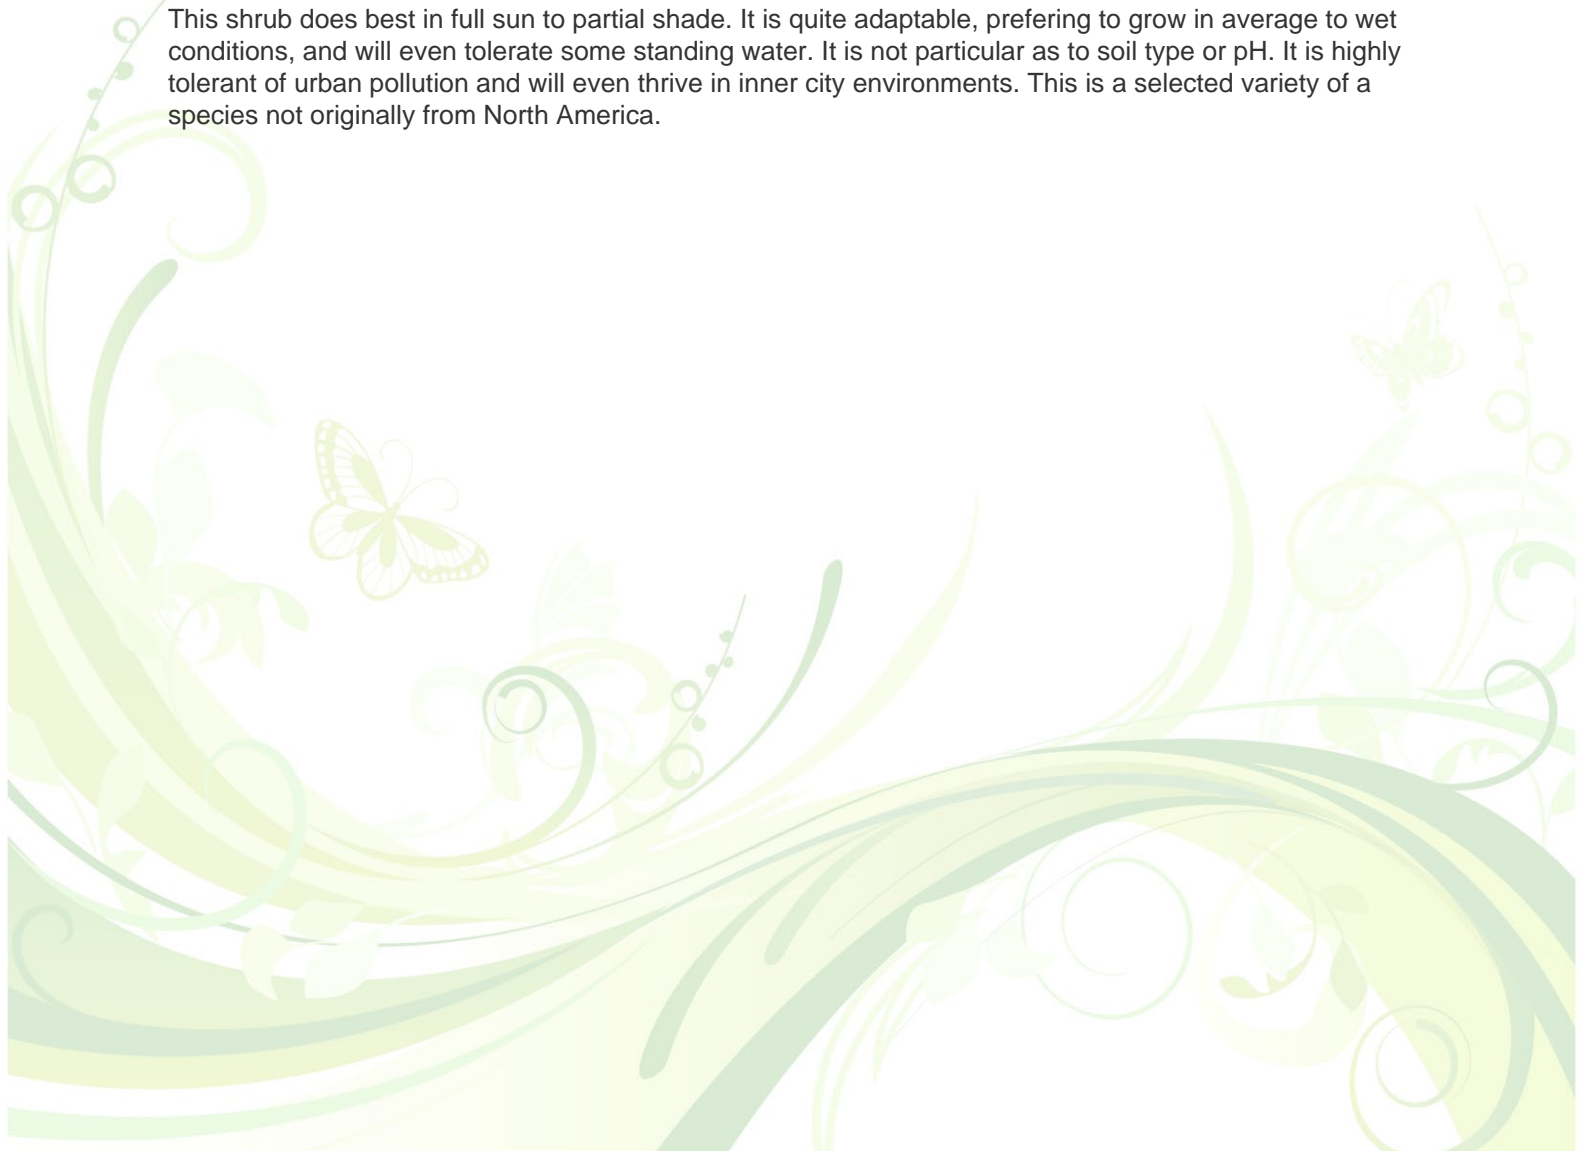 This shrub does best in full sun to partial shade. It is quite adaptable, prefering to grow in average to wet
conditions, and will even tolerate some standing water. It is not particular as to soil type or pH. It is highly
tolerant of urban pollution and will even thrive in inner city environments. This is a selected variety of a
species not originally from North America.